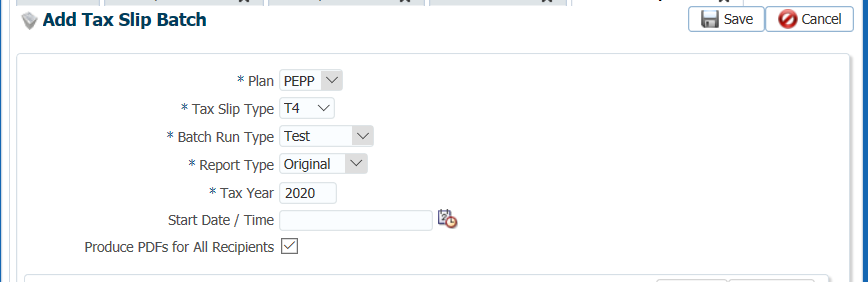 Add Tax Slip Batch
Save
Cancel
* Plan PEPP
* Tax Slip Type T4
* Batch Run Type Test
* Report Type Original
* Tax Year 2020
Start Date / Time
Produce PDFs for All Recipients